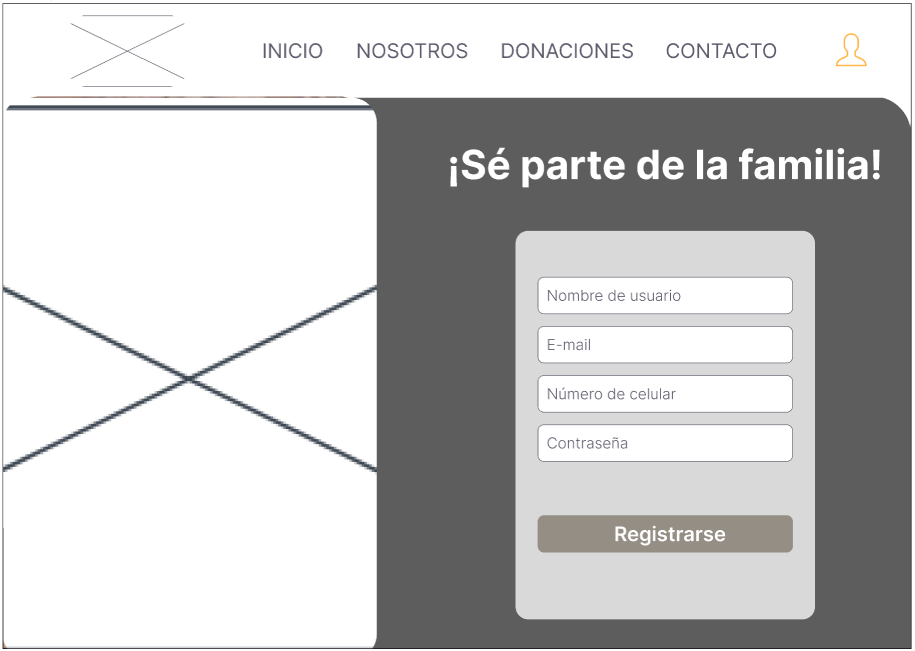 INICIO NOSOTROS DONACIONES CONTACTO
¡Sé parte de la familia!
Nombre de usuario
E-mail
Número de celular
Contraseña
Registrarse